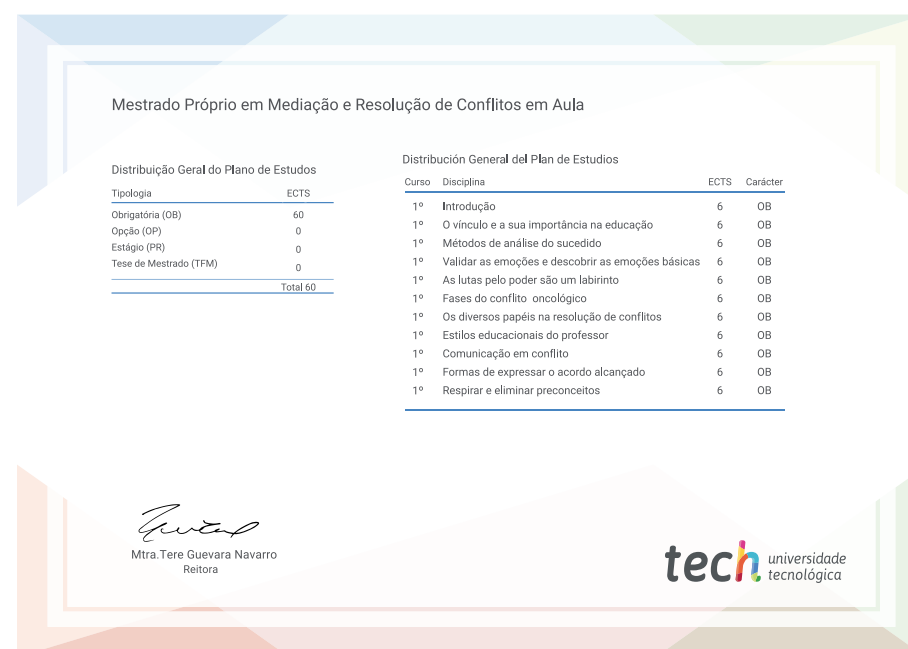 Mestrado Próprio em Mediação e Resolução de Conflitos em Aula
Distribuição Geral do Plano de Estudos
Tipologia ECTS
Obrigatória (OB) 60
Opção (OP) 0
Estágio (PR) 0
Tese de Mestrado (TFM) 0
Total 60
Distribución General del Plan de Estudios
Curso Disciplina ECTS Carácter
1º Introdução 6 OB
1º O vínculo e a sua importância na educação 6 OB
1º Métodos de análise do sucedido 6 OB
1º Validar as emoções e descobrir as emoções básicas 6 OB
1º As lutas pelo poder são um labirinto 6 OB
1º Fases do conflito oncológico 6 OB
1º Os diversos papéis na resolução de conflitos 6 OB
1º Estilos educacionais do professor 6 OB
1º Comunicação em conflito 6 OB
1º Formas de expressar o acordo alcançado 6 OB
1º Respirar e eliminar preconceitos 6 OB
Mtra.Tere Guevara Navarro
Reitora
tech universidade
tecnológica